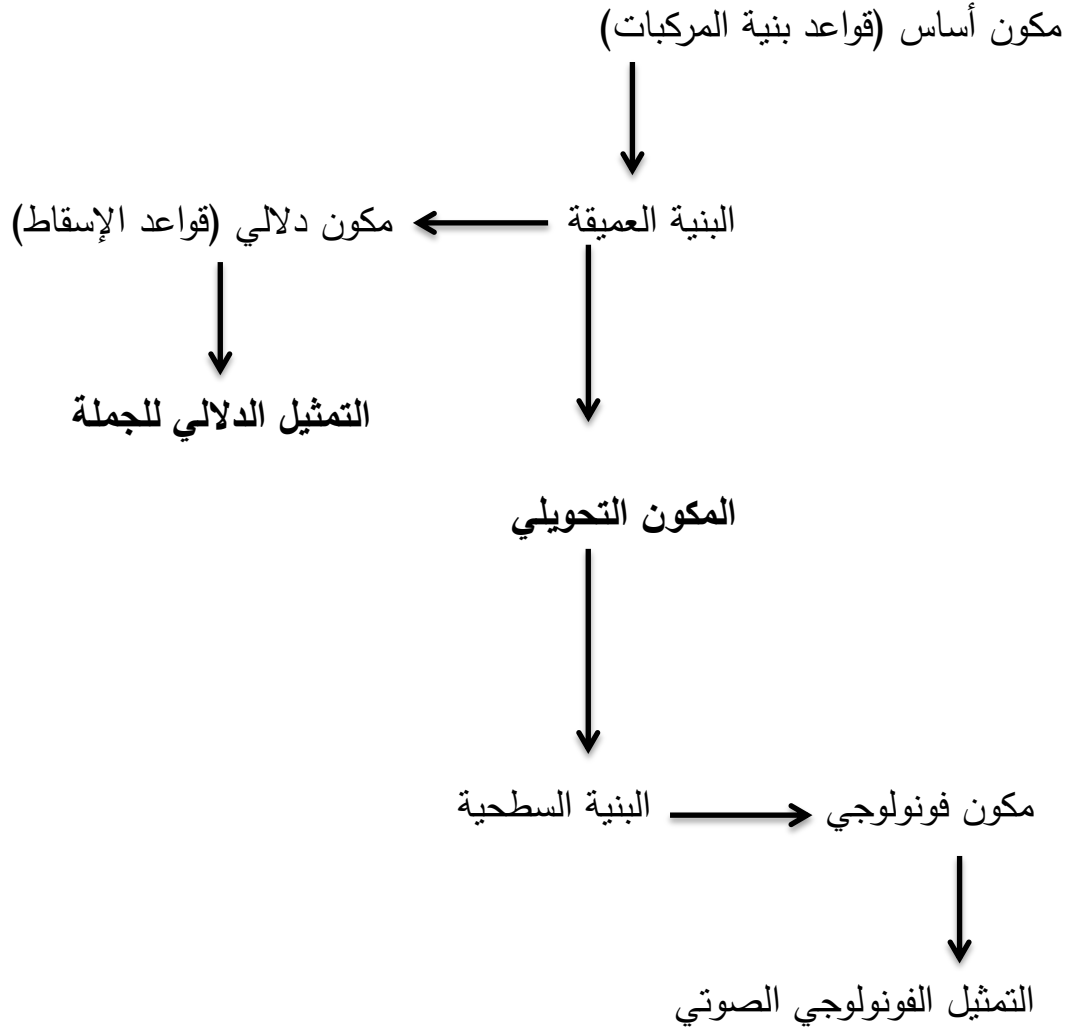 مكون أساس (قواعد بنية المركبات)
البنية العميقة
مكون دلالي (قواعد الإسقاط)
التمثيل الدلالي للجملة
المكون التحويلي
مكون فونولوجي
البنية السطحية
التمثيل الفونولوجي الصوتي